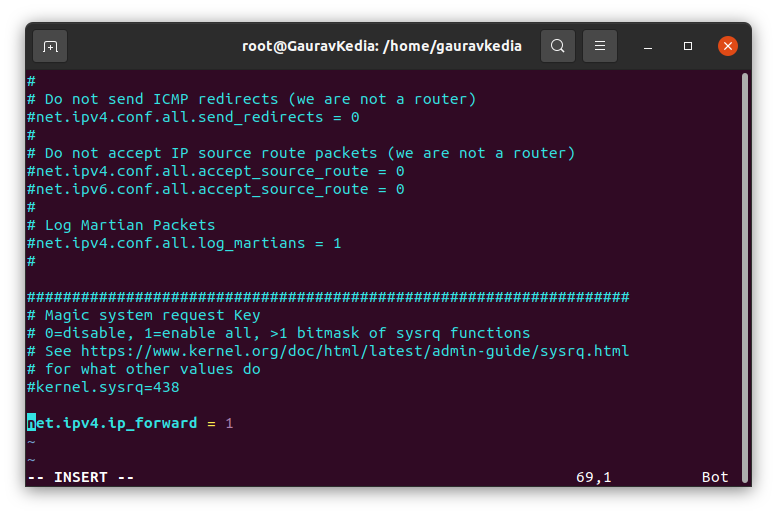 root@GauravKedia: /home/gauravkedia
#
# Do not send ICMP redirects (we are not a router)
#net.ipv4.conf.all.send_redirects = 0
#
# Do not accept IP source route packets (we are not a router)
#net.ipv4.conf.all.accept_source_route = 0
#net.ipv6.conf.all.accept_source_route = 0
#
# Log Martian Packets
#net.ipv4.conf.all.log_martians = 1
#
###################################################################
# Magic system request Key
# 0=disable, 1=enable all, >1 bitmask of sysrq functions
# See https://www.kernel.org/doc/html/latest/admin-guide/sysrq.html
# for what other values do
#kernel.sysrq=438
net.ipv4.ip_forward = 1
~
~
-- INSERT -- 69,1 Bot